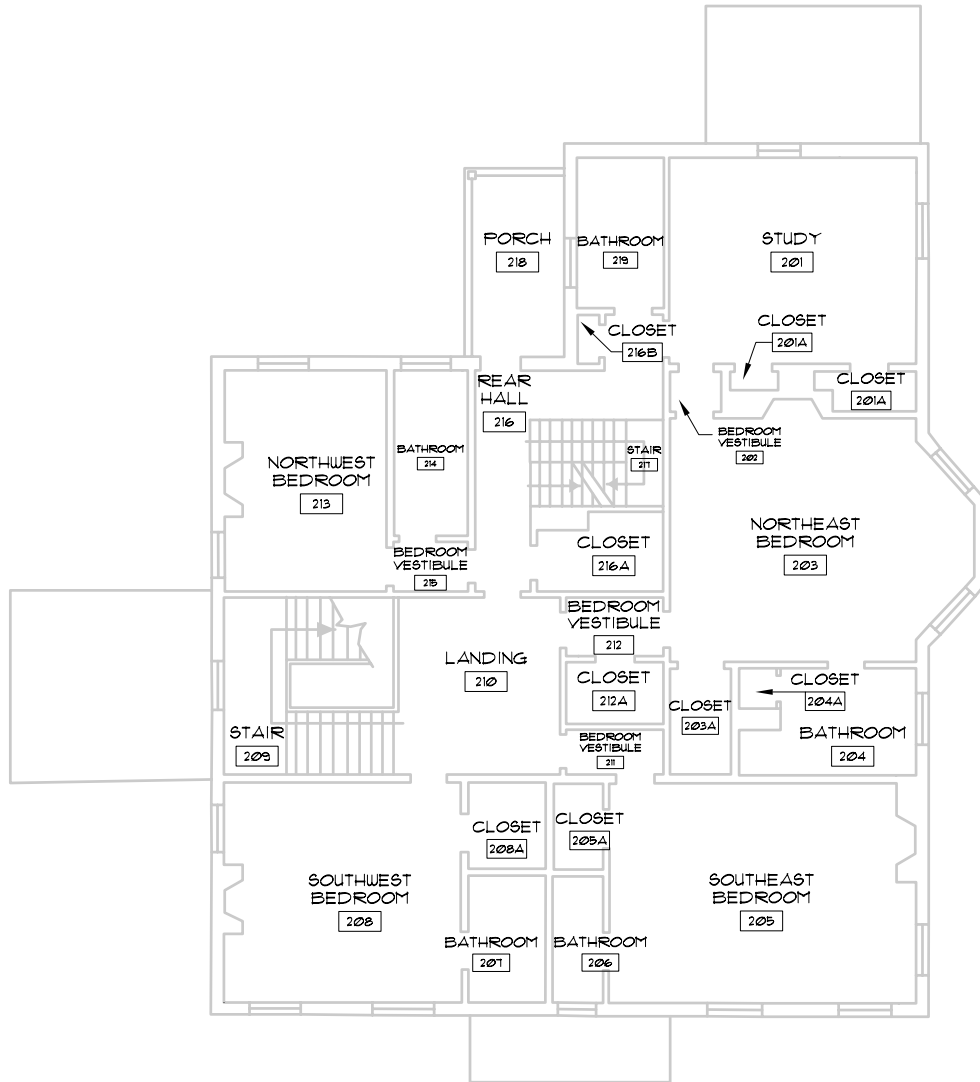 PORCH
218
BATHROOM
219
STUDY
201
CLOSET
216B
CLOSET
201A
CLOSET
201A
REAR
HALL
216
BEDROOM
VESTIBULE
202
BATHROOM
214
STAIR
217
NORTHWEST
BEDROOM
213
NORTHEAST
BEDROOM
203
CLOSET
216A
BEDROOM
VESTIBULE
215
BEDROOM
VESTIBULE
212
LANDING
210
CLOSET
212A
CLOSET
204A
CLOSET
203A
STAIR
209
BEDROOM
VESTIBULE
211
BATHROOM
204
CLOSET
208A
CLOSET
205A
SOUTHWEST
BEDROOM
208
SOUTHEAST
BEDROOM
205
BATHROOM
207
BATHROOM
206